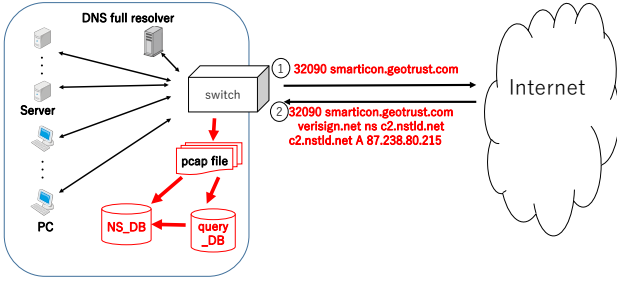 DNS full resolver
① 32090 smarticon.geotrust.com
switch
Internet
② 32090 smarticon.geotrust.com
verisign.net ns c2.nstld.net
c2.nstld.net A 87.238.80.215
Server
pcap file
PC
NS_DB
query
_DB